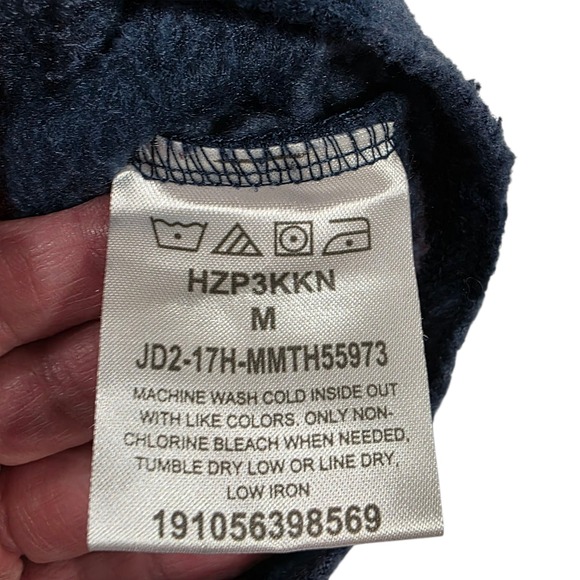 HZP3KKN
M
JD2-17H-MMTH55973
MACHINE WASH COLD INSIDE OUT
WITH LIKE COLORS. ONLY NON-
CHLORINE BLEACH WHEN NEEDED,
TUMBLE DRY LOW OR LINE DRY,
LOW IRON
191056398569